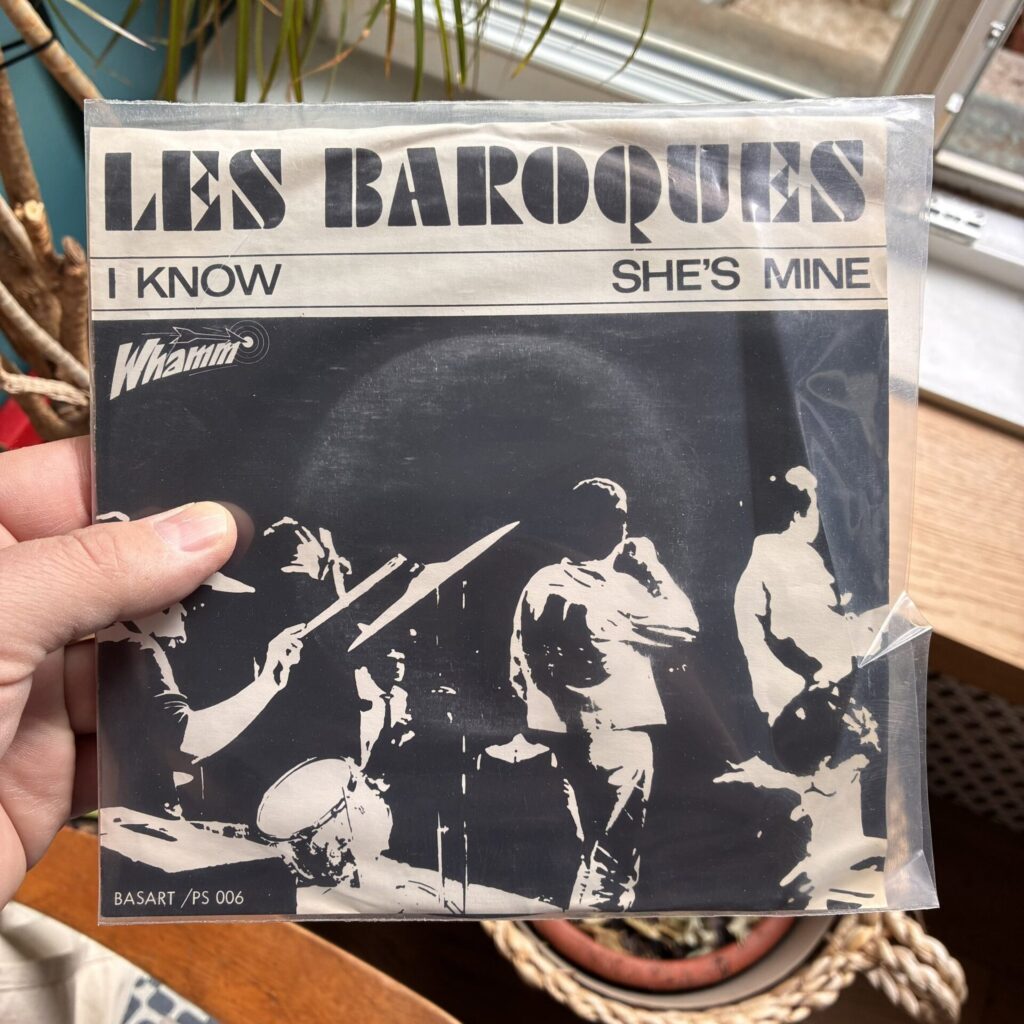 LES BAROQUES
I KNOW SHE'S MINE
Whamm
BASART /PS 006